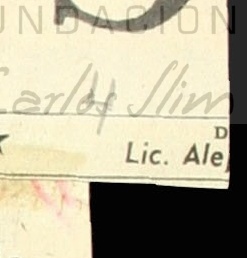 UNDACION
Carlos Slim
D
Lic. Ale